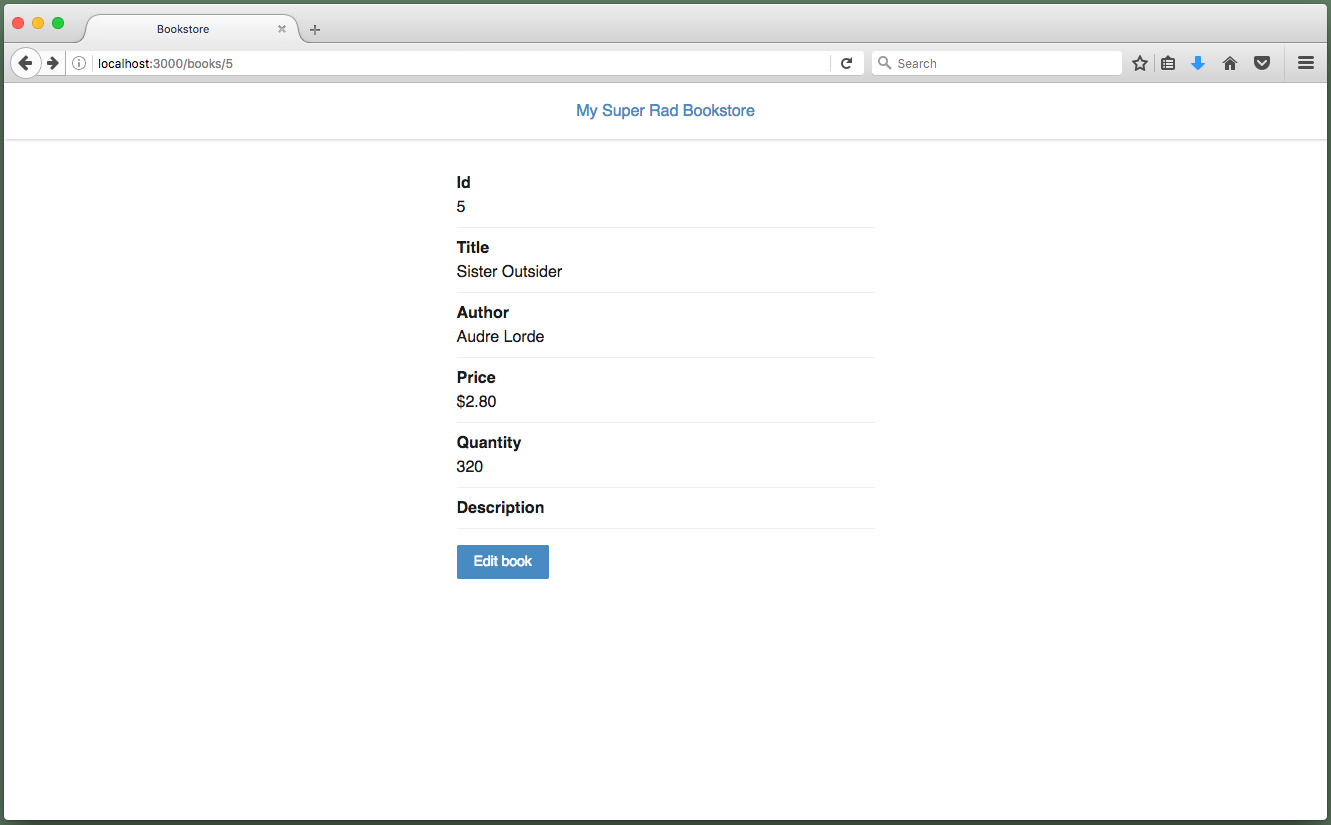 Bookstore
localhost:3000/books/5
Search
My Super Rad Bookstore
Id
5
Title
Sister Outsider
Author
Audre Lorde
Price
$2.80
Quantity
320
Description
Edit book